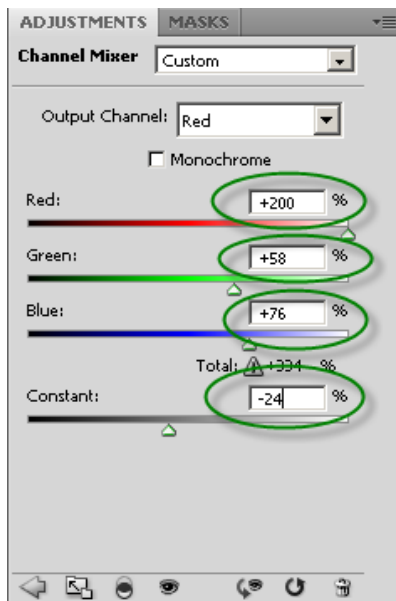 ADJUSTMENTS MASKS
Channel Mixer Custom
Output Channel: Red
Monochrome
Red: +200 %
Green: +58 %
Blue: +76 %
Total: +334 %
Constant: -24 %